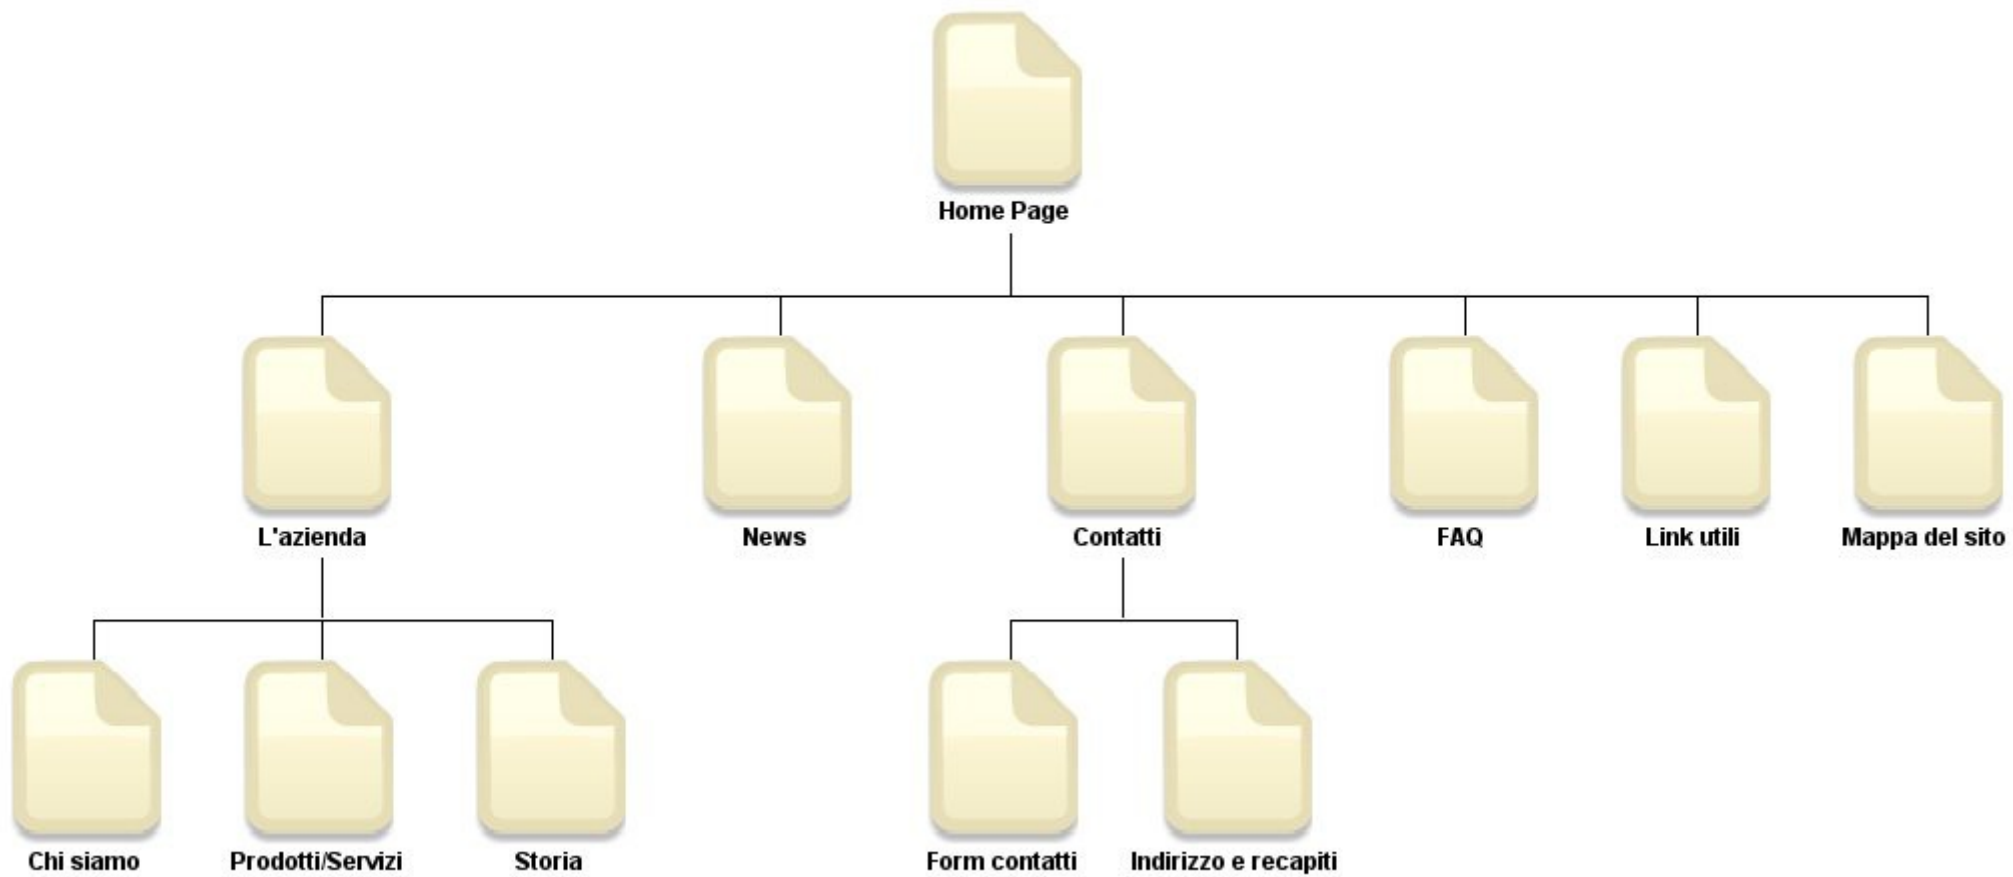 Home Page
L'azienda
News
Contatti
FAQ
Link utili
Mappa del sito
Chi siamo
Prodotti/Servizi
Storia
Form contatti
Indirizzo e recapiti